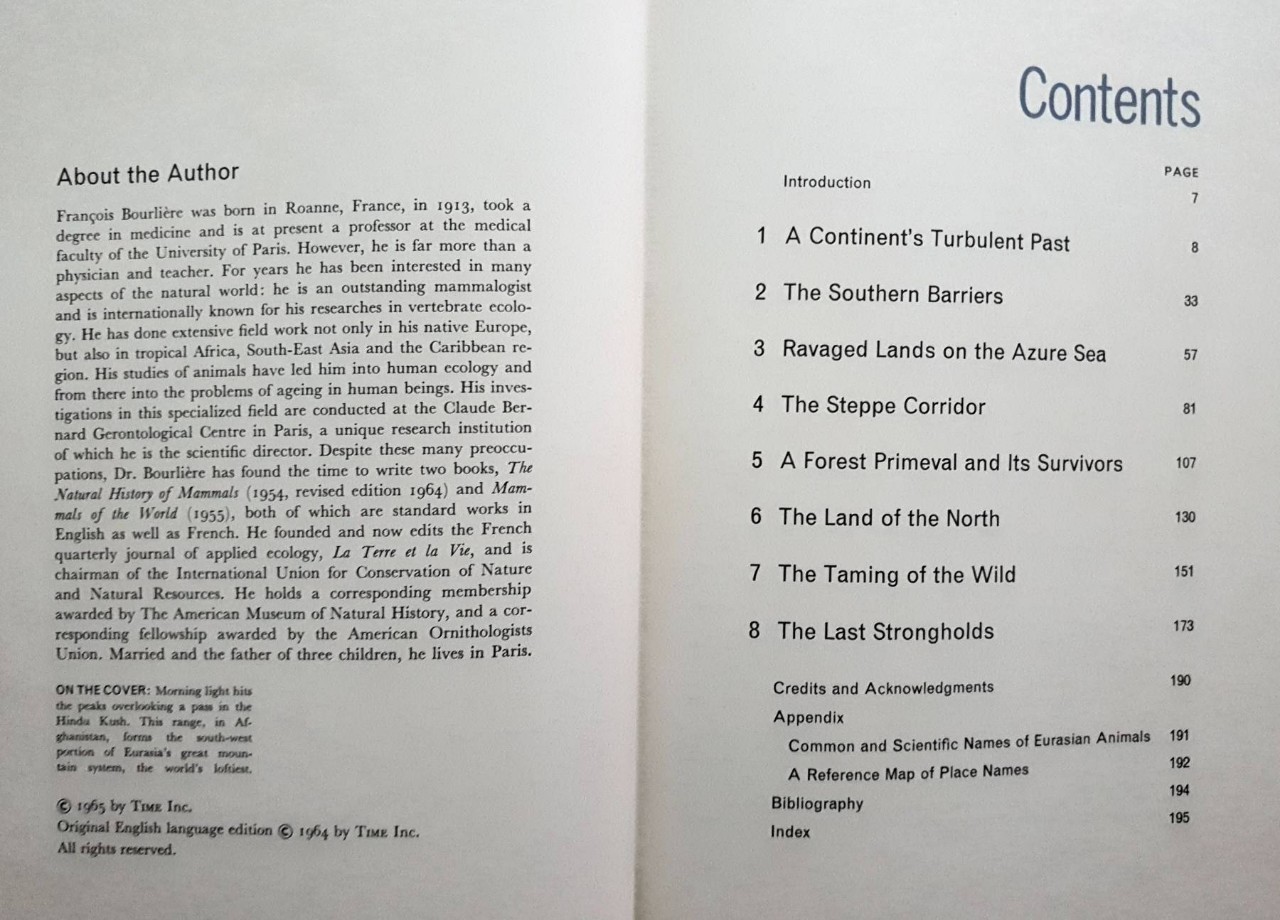 About the Author
François Bourlière was born in Roanne, France, in 1913, took a
degree in medicine and is at present a professor at the medical
faculty of the University of Paris. However, he is far more than a
physician and teacher. For years he has been interested in many
aspects of the natural world: he is an outstanding mammalogist
and is internationally known for his researches in vertebrate ecolo-
gy. He has done extensive field work not only in his native Europe,
but also in tropical Africa, South-East Asia and the Caribbean re-
gion. His studies of animals have led him into human ecology and
from there into the problems of ageing in human beings. His inves-
tigations in this specialized field are conducted at the Claude Ber-
nard Gerontological Centre in Paris, a unique research institution
of which he is the scientific director. Despite these many preoccu-
pations, Dr. Bourlière has found the time to write two books, The
Natural History of Mammals (1954, revised edition 1964) and Mam-
mals of the World (1955), both of which are standard works in
English as well as French. He founded and now edits the French
quarterly journal of applied ecology, La Terre et la Vie, and is
chairman of the International Union for Conservation of Nature
and Natural Resources. He holds a corresponding membership
awarded by The American Museum of Natural History, and a cor-
responding fellowship awarded by the American Ornithologists
Union. Married and the father of three children, he lives in Paris.
ON THE COVER: Morning light hits
the peaks overlooking a pass in the
Hindu Kush. This range, in Af-
ghanistan, forms the south-west
portion of Eurasia's great moun-
tain system, the world's loftiest.
© 1965 by TIME Inc.
Original English language edition © 1964 by TIME Inc.
All rights reserved.
Contents
PAGE
Introduction 7
1 A Continent's Turbulent Past 8
2 The Southern Barriers 33
3 Ravaged Lands on the Azure Sea 57
4 The Steppe Corridor 81
5 A Forest Primeval and Its Survivors 107
6 The Land of the North 130
7 The Taming of the Wild 151
8 The Last Strongholds 173
Credits and Acknowledgments 190
Appendix
Common and Scientific Names of Eurasian Animals 191
A Reference Map of Place Names 192
Bibliography 194
Index 195